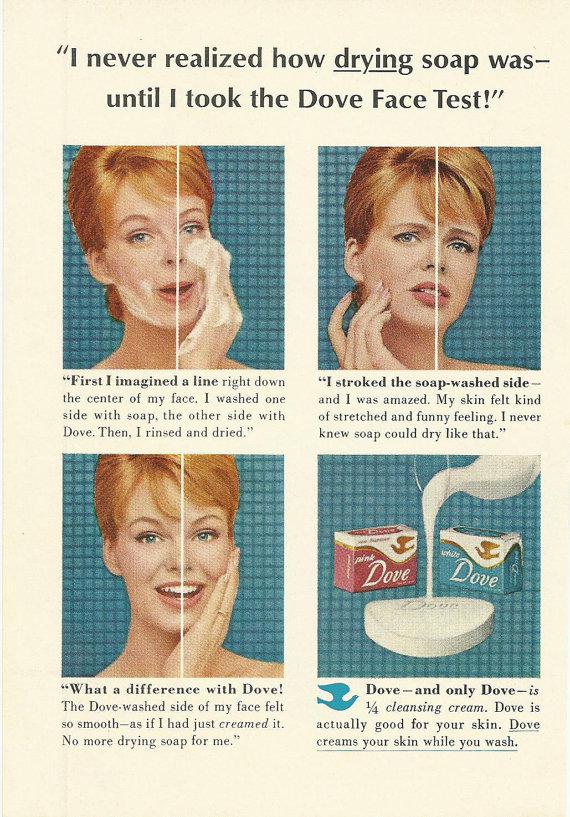 “I never realized how drying soap was—
until I took the Dove Face Test!”
“First I imagined a line right down
the center of my face. I washed one
side with soap, the other side with
Dove. Then, I rinsed and dried.”
“I stroked the soap-washed side—
and I was amazed. My skin felt kind
of stretched and funny feeling. I never
knew soap could dry like that.”
“What a difference with Dove!
The Dove-washed side of my face felt
so smooth—as if I had just creamed it.
No more drying soap for me.”
pink
Dove
white
Dove
Dove
Dove—and only Dove—is
¼ cleansing cream. Dove is
actually good for your skin. Dove
creams your skin while you wash.